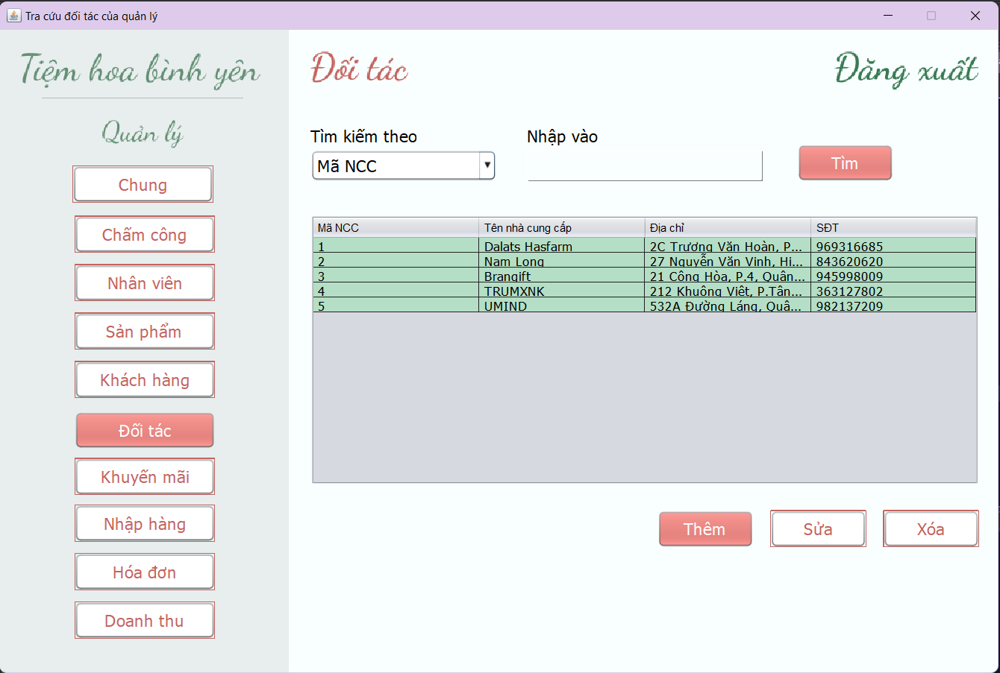 Tra cứu đối tác của quản lý
Tiệm hoa bình yên
Quản lý
Chung
Chấm công
Nhân viên
Sản phẩm
Khách hàng
Đối tác
Khuyến mãi
Nhập hàng
Hóa đơn
Doanh thu
Đối tác
Đăng xuất
Tìm kiếm theo
Nhập vào
Mã NCC
Tìm
Mã NCC Tên nhà cung cấp Địa chỉ SĐT
1 Dalats Hasfarm 2C Trương Văn Hoàn, P... 969316685
2 Nam Long 27 Nguyễn Văn Vinh, Hi... 843620620
3 Brangift 21 Cộng Hòa, P.4, Quận... 945998009
4 TRUMXNK 212 Khuông Việt, P.Tân... 363127802
5 UMIND 532A Đường Láng, Quậ... 982137209
Thêm
Sửa
Xóa